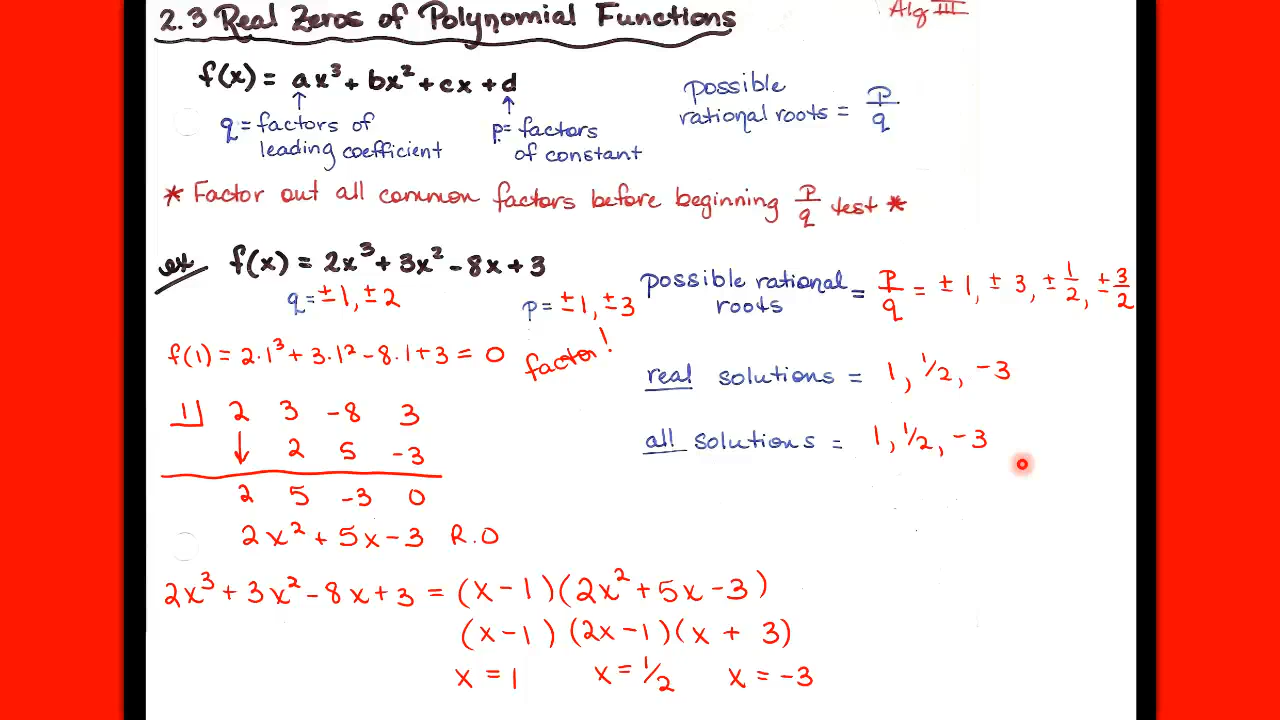 2.3 Real Zeros of Polynomial Functions
Alg III
f(x) = ax³ + bx² + cx + d
q = factors of leading coefficient
p = factors of constant
possible rational roots = p/q
* Factor out all common factors before beginning p/q test *
ex f(x) = 2x³ + 3x² - 8x + 3
q = ±1, ±2
p = ±1, ±3
possible rational roots = p/q = ±1, ±3, ±1/2, ±3/2
f(1) = 2·1³ + 3·1² - 8·1 + 3 = 0 factor!
real solutions = 1, 1/2, -3
all solutions = 1, 1/2, -3
1 2 3 -8 3
↓ 2 5 -3
2 5 -3 0
2x² + 5x - 3 R.0
2x³ + 3x² - 8x + 3 = (x - 1)(2x² + 5x - 3)
(x - 1)(2x - 1)(x + 3)
x = 1 x = 1/2 x = -3